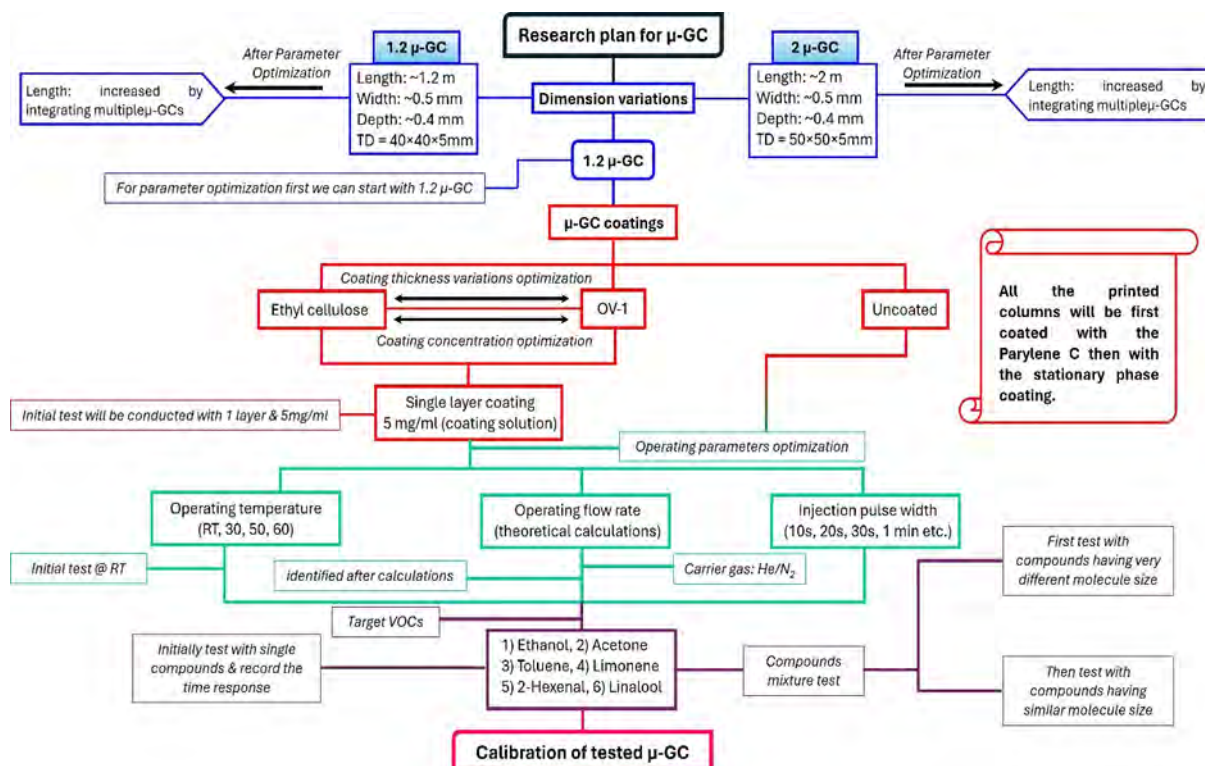 Research plan for µ-GC
After Parameter
Optimization
1.2 µ-GC
2 µ-GC
After Parameter
Optimization
Length: increased by
integrating multipleµ-GCs
Length: ~1.2 m
Width: ~0.5 mm
Depth: ~0.4 mm
TD = 40×40×5mm
Dimension variations
Length: ~2 m
Width: ~0.5 mm
Depth: ~0.4 mm
TD = 50×50×5mm
Length: increased by
integrating multipleµ-GCs
1.2 µ-GC
For parameter optimization first we can start with 1.2 µ-GC
µ-GC coatings
Coating thickness variations optimization
Ethyl cellulose
OV-1
Uncoated
Coating concentration optimization
All the printed
columns will be first
coated with the
Parylene C then with
the stationary phase
coating.
Initial test will be conducted with 1 layer & 5mg/ml
Single layer coating
5 mg/ml (coating solution)
Operating parameters optimization
Operating temperature
(RT, 30, 50, 60)
Operating flow rate
(theoretical calculations)
Injection pulse width
(10s, 20s, 30s, 1 min etc.)
First test with
compounds having very
different molecule size
Initial test @ RT
identified after calculations
Carrier gas: He/N₂
Target VOCs
Initially test with single
compounds & record the
time response
1) Ethanol, 2) Acetone
3) Toluene, 4) Limonene
5) 2-Hexenal, 6) Linalool
Compounds
mixture test
Then test with
compounds having
similar molecule size
Calibration of tested µ-GC